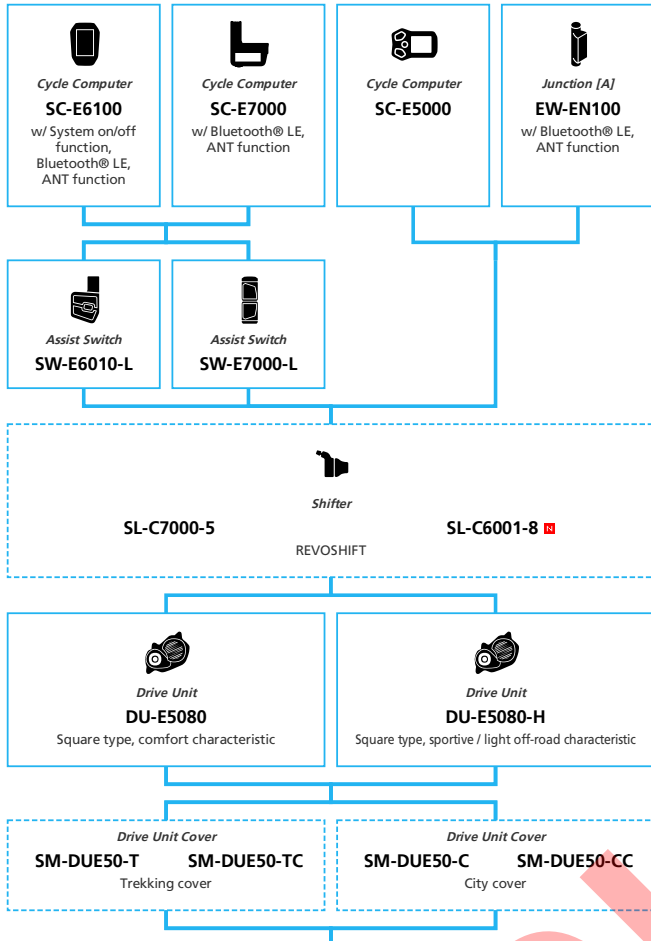 Cycle Computer
SC-E6100
w/ System on/off
function,
Bluetooth® LE,
ANT function
Cycle Computer
SC-E7000
w/ Bluetooth® LE,
ANT function
Cycle Computer
SC-E5000
Junction [A]
EW-EN100
w/ Bluetooth® LE,
ANT function
Assist Switch
SW-E6010-L
Assist Switch
SW-E7000-L
Shifter
SL-C7000-5
SL-C6001-8 N
REVOSHIFT
Drive Unit
DU-E5080
Square type, comfort characteristic
Drive Unit
DU-E5080-H
Square type, sportive / light off-road characteristic
Drive Unit Cover
SM-DUE50-T SM-DUE50-TC
Trekking cover
Drive Unit Cover
SM-DUE50-C SM-DUE50-CC
City cover